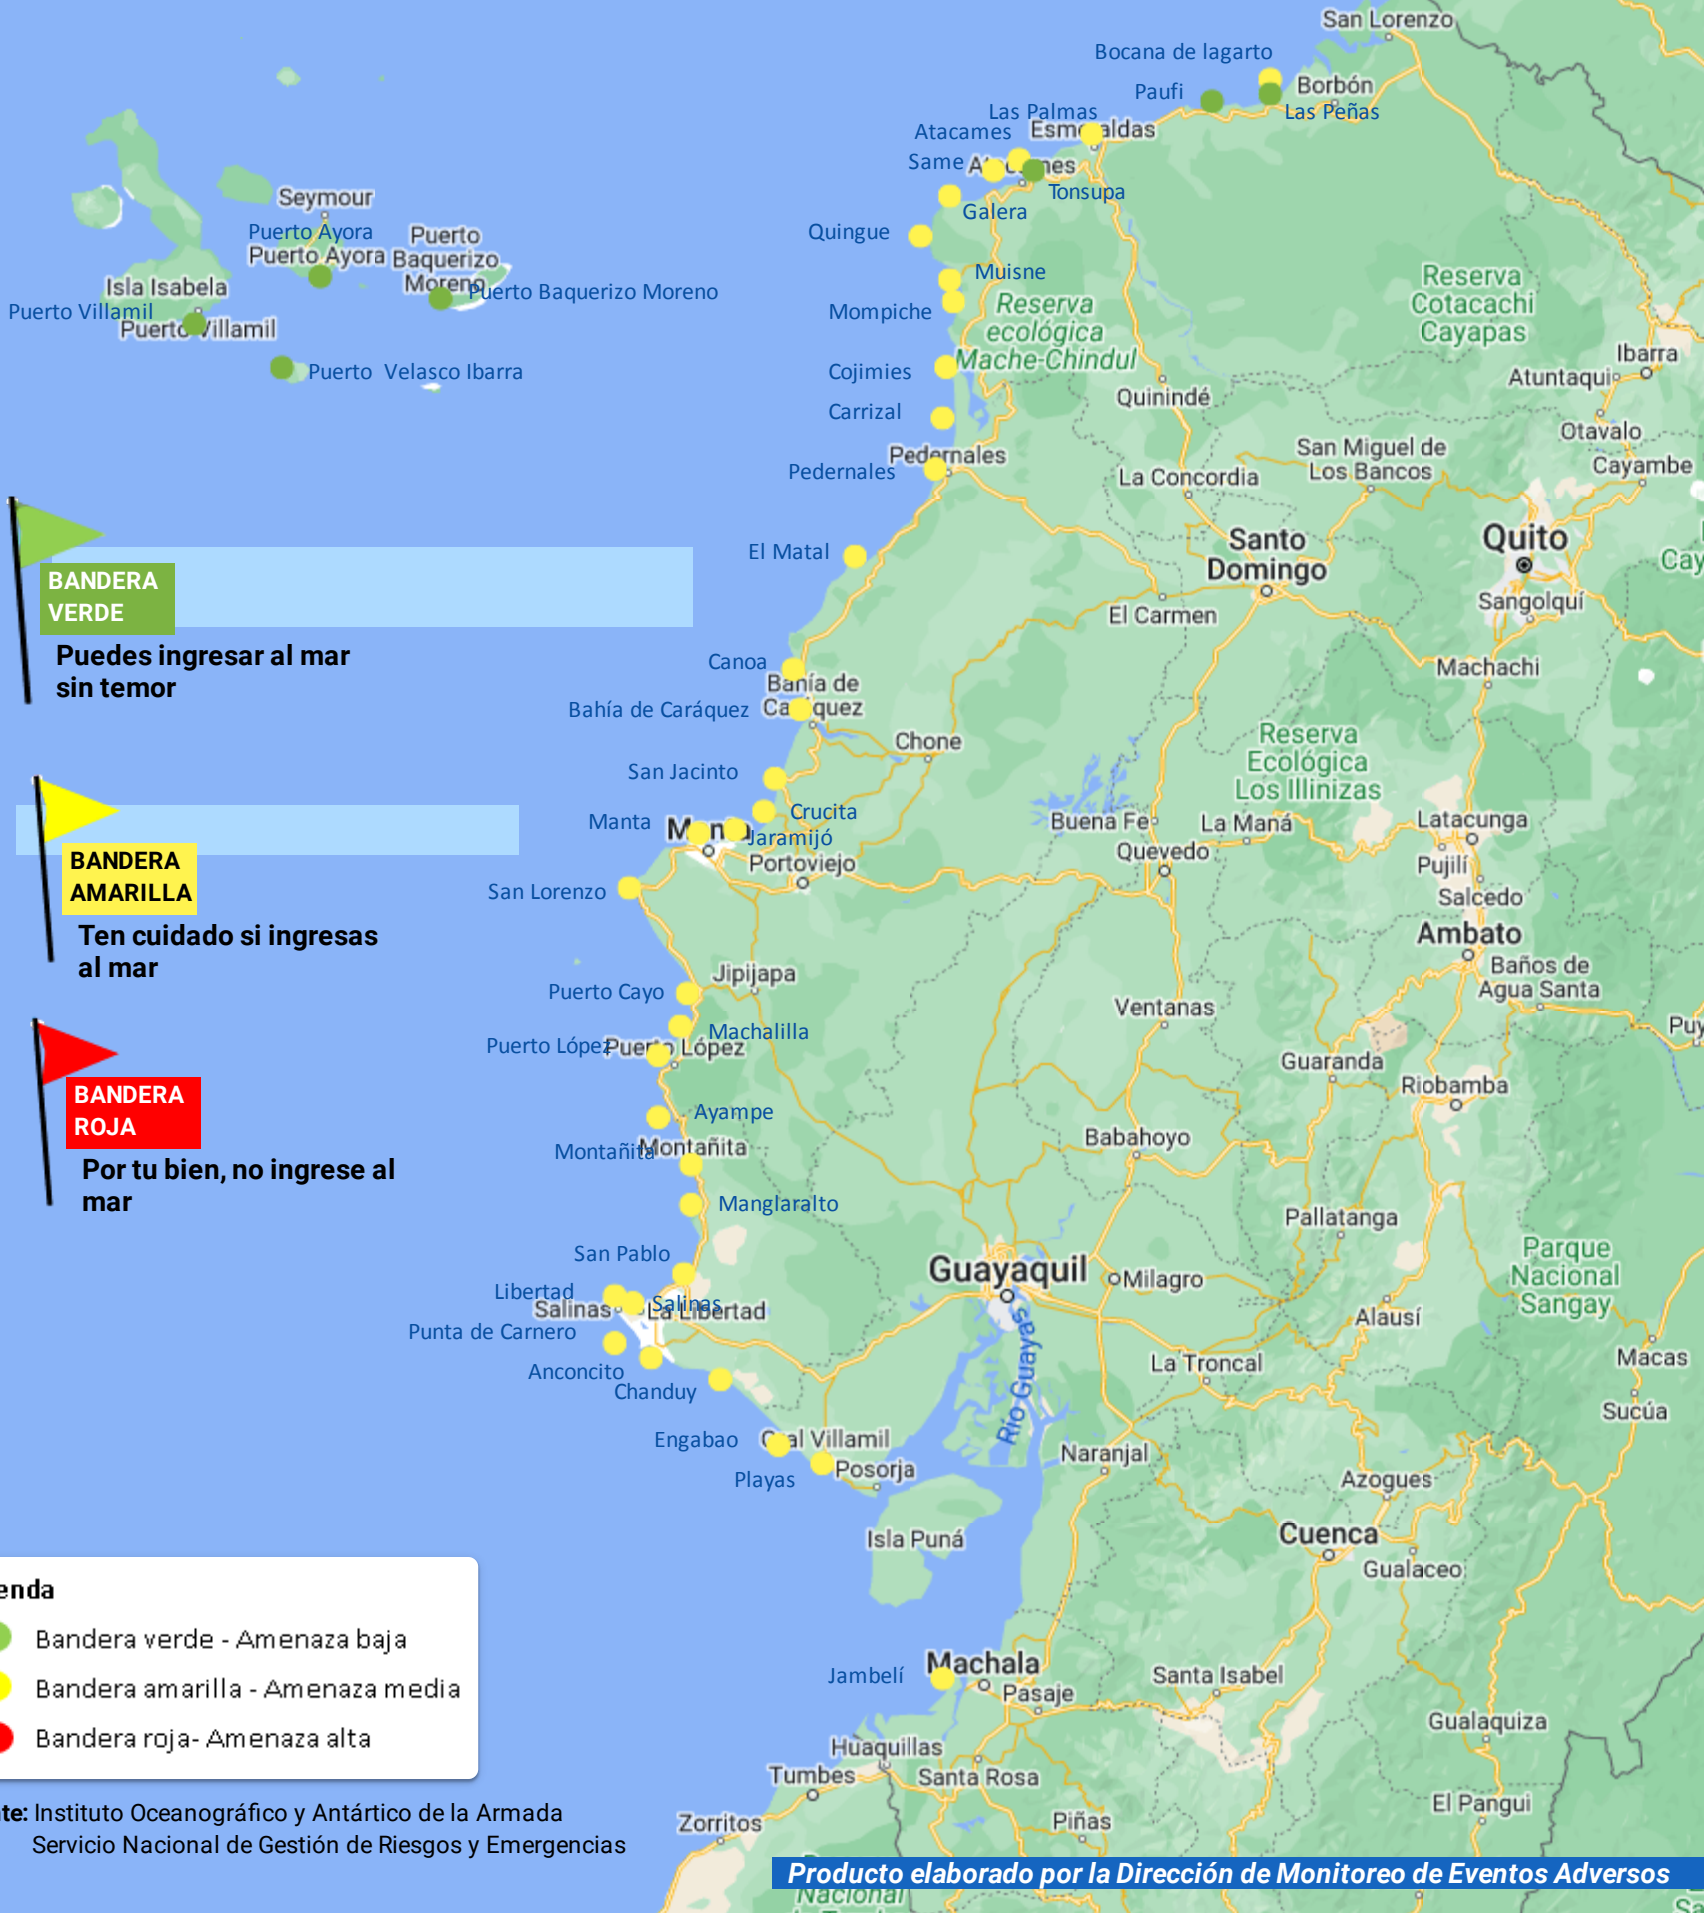 San Lorenzo
Bocana de lagarto
Paufi
Borbón
Las Peñas
Las Palmas
Atacames
Tonsupa
Same
Galera
Quingue
Muisne
Mompiche
Reserva
ecológica
Mache-Chindul
Cojimies
Carrizal
Pedernales
Pedernales
El Matal
Canoa
Bahía de Caráquez
Chone
San Jacinto
Crucita
Manta
Jaramijó
Portoviejo
San Lorenzo
Jipijapa
Puerto Cayo
Machalilla
Puerto López
Ayampe
Montañita
Montañita
Manglaralto
San Pablo
Libertad
Salinas
Salinas
La Libertad
Punta de Carnero
Anconcito
Chanduy
Engabao
Playas
Posorja
Isla Puná
Jambelí
Machala
Pasaje
Huaquillas
Tumbes
Santa Rosa
Zorritos
Piñas
Seymour
Puerto Ayora
Puerto Ayora
Puerto
Baquerizo
Moreno
Puerto Baquerizo Moreno
Isla Isabela
Puerto Villamil
Puerto Velasco Ibarra
BANDERA
VERDE
Puedes ingresar al mar
sin temor
BANDERA
AMARILLA
Ten cuidado si ingresas
al mar
BANDERA
ROJA
Por tu bien, no ingrese al
mar
Reserva
Cotacachi
Cayapas
Ibarra
Atuntaqui
Otavalo
Cayambe
Quinindé
San Miguel de
Los Bancos
La Concordia
Santo
Domingo
Quito
Sangolquí
El Carmen
Machachi
Reserva
Ecológica
Los Illinizas
Buena Fe
La Maná
Latacunga
Quevedo
Pujilí
Salcedo
Ambato
Baños de
Agua Santa
Ventanas
Guaranda
Riobamba
Babahoyo
Pallatanga
Guayaquil
Milagro
Parque
Nacional
Sangay
Alausí
Río Guayas
La Troncal
Macas
Sucúa
Naranjal
Azogues
Cuenca
Gualaceo
Santa Isabel
Gualaquiza
El Pangui
Bandera verde - Amenaza baja
Bandera amarilla - Amenaza media
Bandera roja- Amenaza alta
Instituto Oceanográfico y Antártico de la Armada
Servicio Nacional de Gestión de Riesgos y Emergencias
Producto elaborado por la Dirección de Monitoreo de Eventos Adversos
Nacional